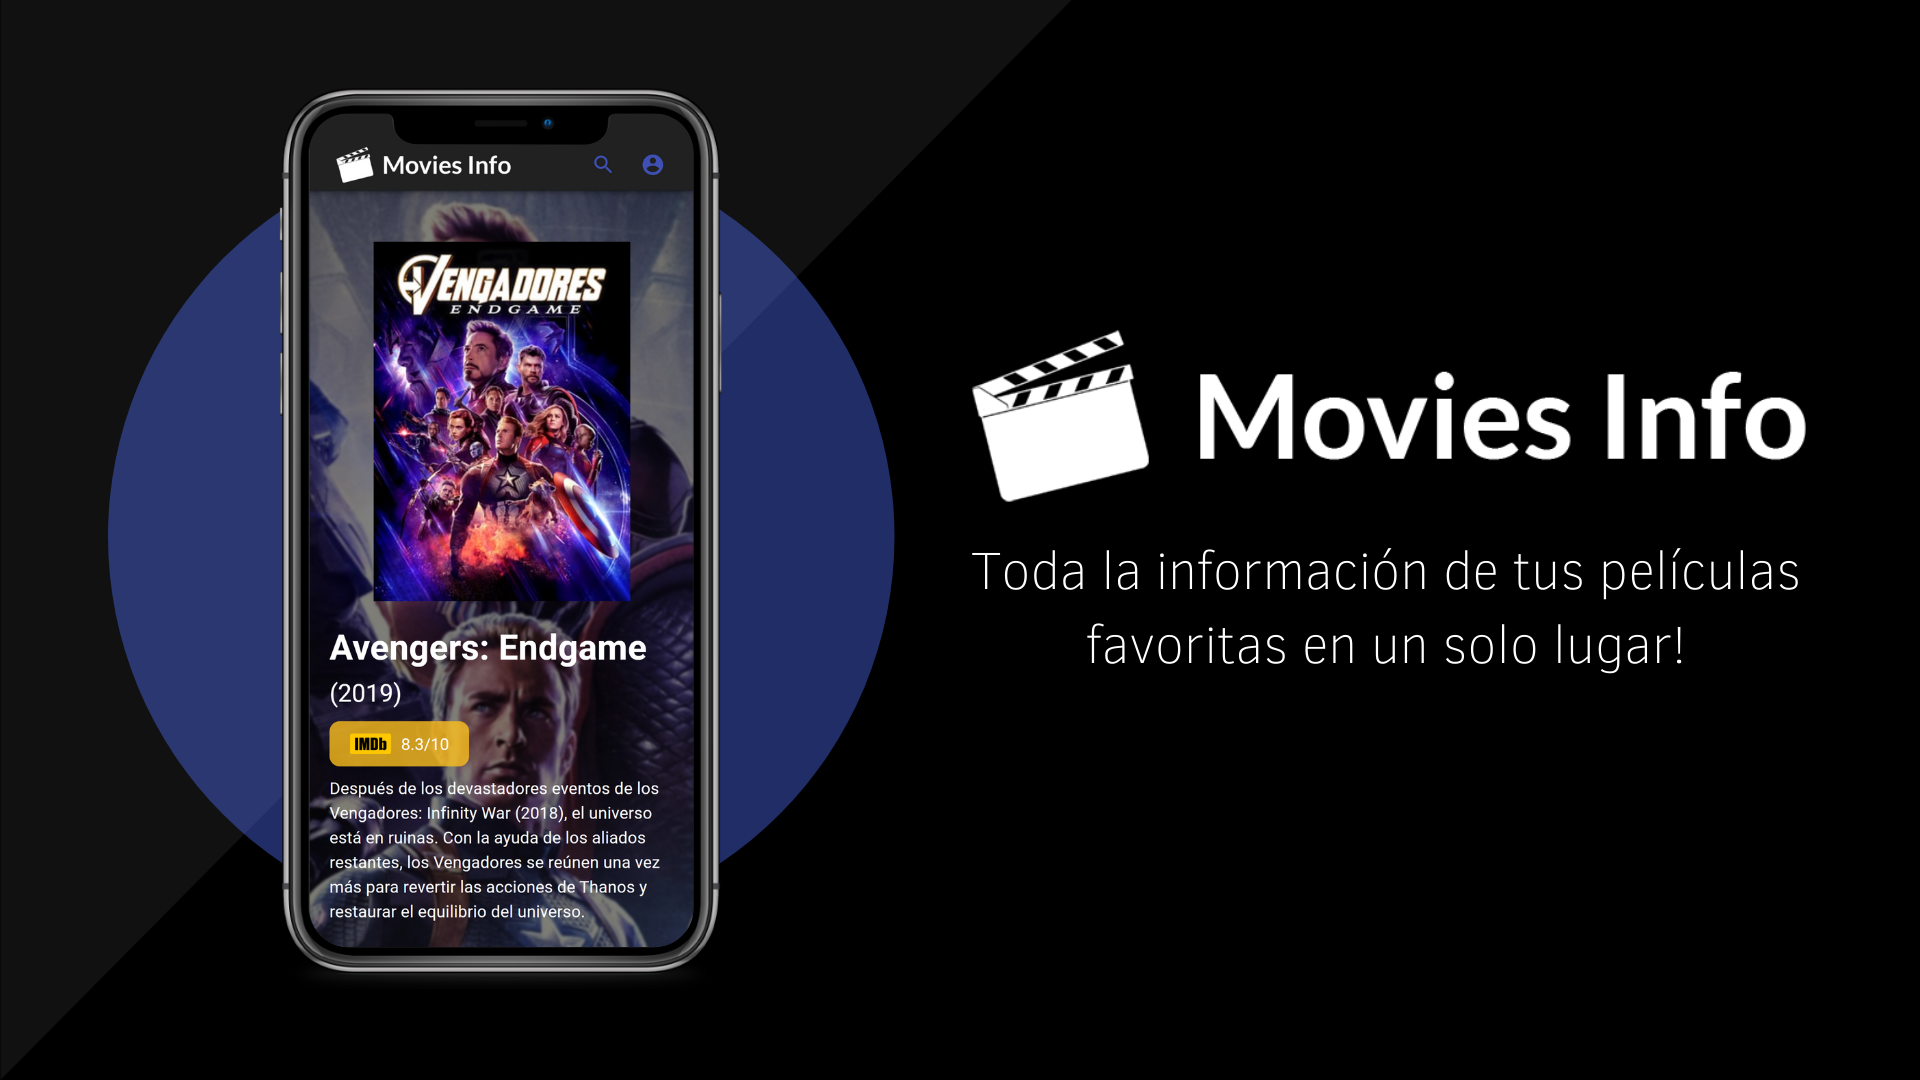 Movies Info
VENGADORES
ENDGAME
Avengers: Endgame
(2019)
IMDb 8.3/10
Después de los devastadores eventos de los
Vengadores: Infinity War (2018), el universo
está en ruinas. Con la ayuda de los aliados
restantes, los Vengadores se reúnen una vez
más para revertir las acciones de Thanos y
restaurar el equilibrio del universo.
Movies Info
Toda la información de tus películas
favoritas en un solo lugar!